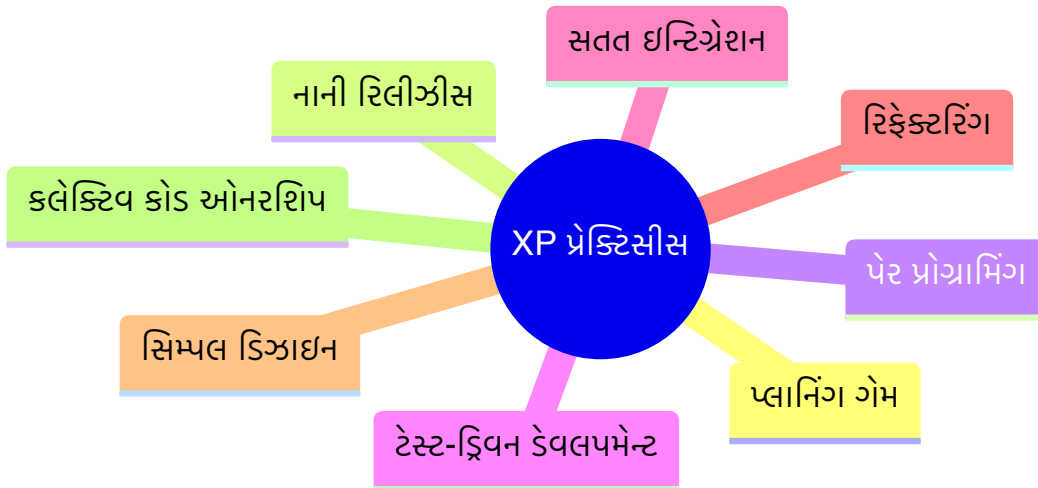 સતત ઇન્ટિગ્રેશન
નાની રિલીઝીસ
રિફેક્ટરિંગ
કલેક્ટિવ કોડ ઓનરશિપ
XP પ્રેક્ટિસીસ
પેર પ્રોગ્રામિંગ
સિમ્પલ ડિઝાઇન
પ્લાનિંગ ગેમ
ટેસ્ટ-ડ્રિવન ડેવલપમેન્ટ